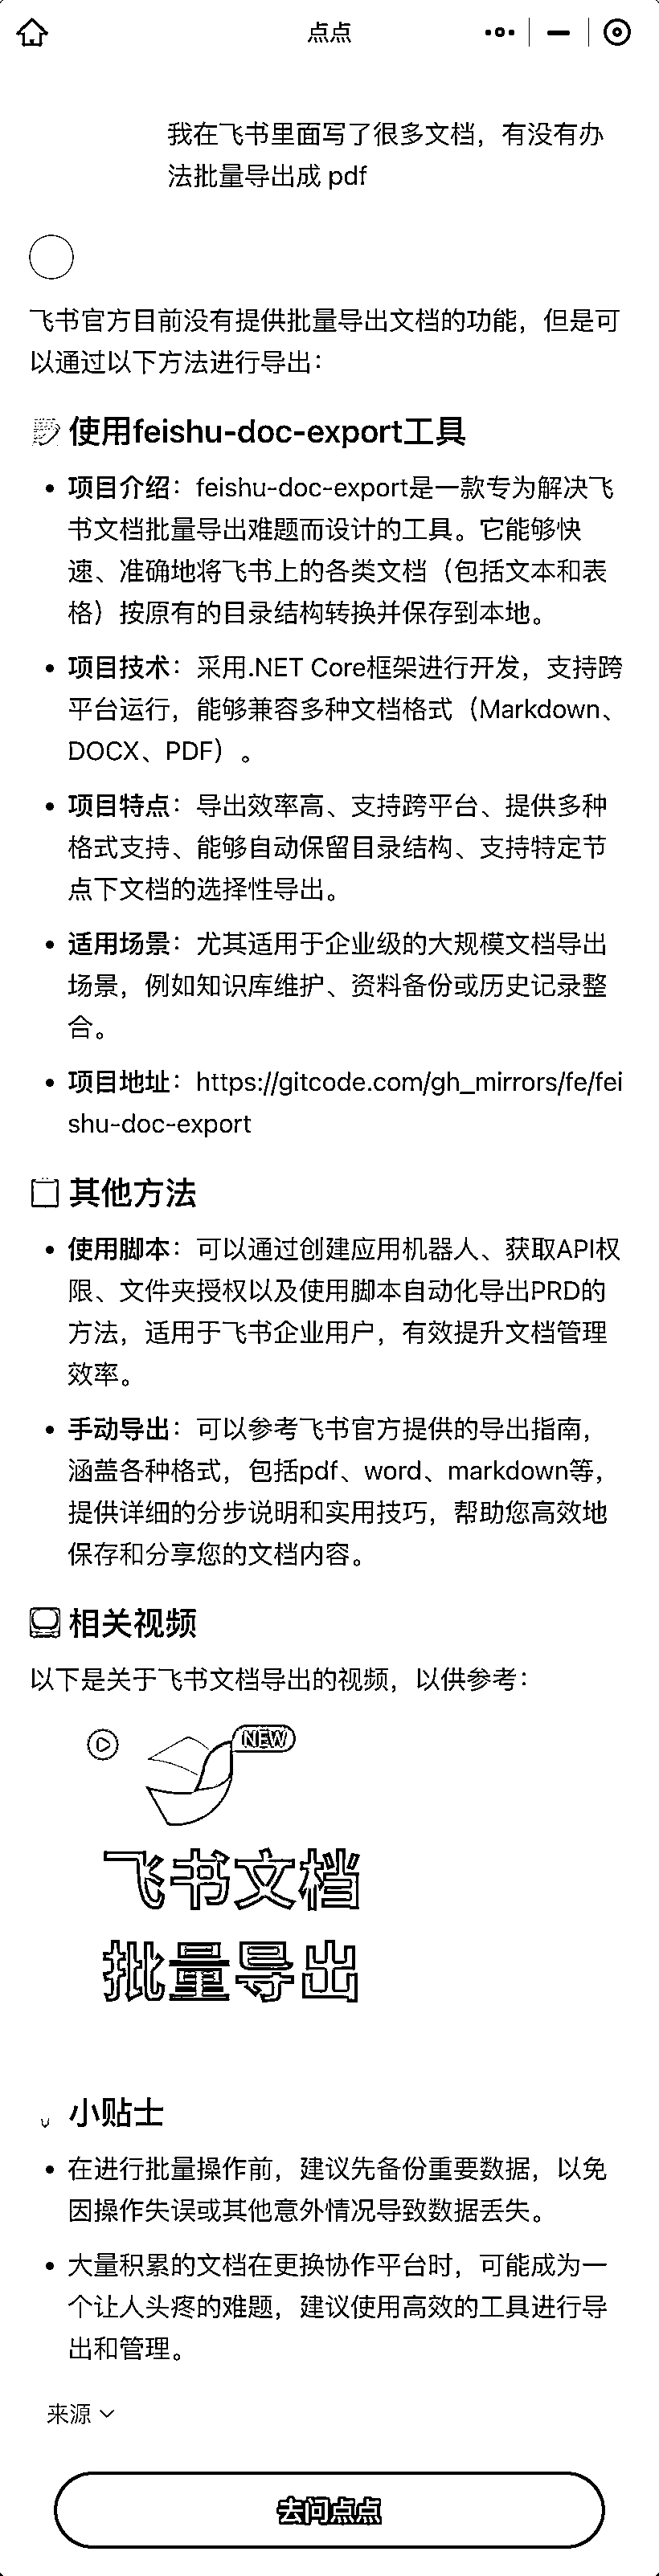 点点
我在飞书里面写了很多文档，有没有办
法批量导出成 pdf
飞书官方目前没有提供批量导出文档的功能，但是可
以通过以下方法进行导出：
使用feishu-doc-export工具
• 项目介绍：feishu-doc-export是一款专为解决飞
书文档批量导出难题而设计的工具。它能够快
速、准确地将飞书上的各类文档（包括文本和表
格）按原有的目录结构转换并保存到本地。
• 项目技术：采用.NET Core框架进行开发，支持跨
平台运行，能够兼容多种文档格式（Markdown、
DOCX、PDF）。
• 项目特点：导出效率高、支持跨平台、提供多种
格式支持、能够自动保留目录结构、支持特定节
点下文档的选择性导出。
• 适用场景：尤其适用于企业级的大规模文档导出
场景，例如知识库维护、资料备份或历史记录整
合。
• 项目地址：https://gitcode.com/gh_mirrors/fe/fei
shu-doc-export
其他方法
• 使用脚本：可以通过创建应用机器人、获取API权
限、文件夹授权以及使用脚本自动化导出PRD的
方法，适用于飞书企业用户，有效提升文档管理
效率。
• 手动导出：可以参考飞书官方提供的导出指南，
涵盖各种格式，包括pdf、word、markdown等，
提供详细的分步说明和实用技巧，帮助您高效地
保存和分享您的文档内容。
相关视频
以下是关于飞书文档导出的视频，以供参考：
NEW
飞书文档
批量导出
小贴士
• 在进行批量操作前，建议先备份重要数据，以免
因操作失误或其他意外情况导致数据丢失。
• 大量积累的文档在更换协作平台时，可能成为一
个让人头疼的难题，建议使用高效的工具进行导
出和管理。
来源
去问点点